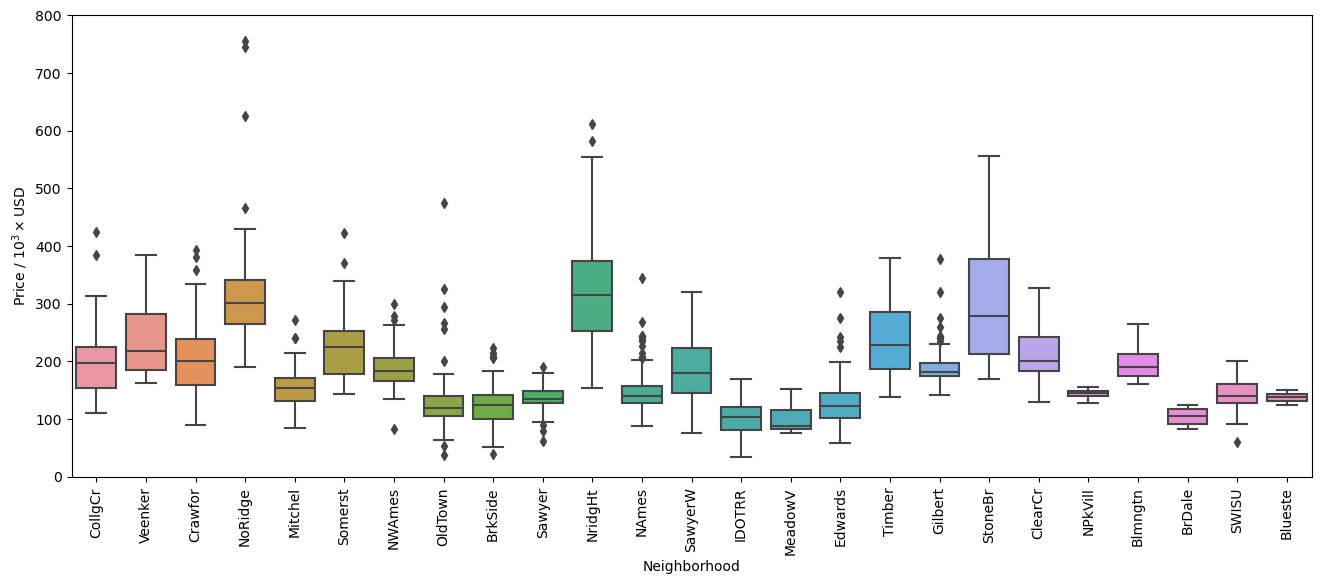 Price / 10³ × USD
800
700
600
500
400
300
200
100
0
CollgCr
Veenker
Crawfor
NoRidge
Mitchel
Somerst
NWAmes
OldTown
BrkSide
Sawyer
NridgHt
NAmes
SawyerW
IDOTRR
MeadowV
Edwards
Timber
Gilbert
StoneBr
ClearCr
NPkVill
Blmngtn
BrDale
SWISU
Blueste
Neighborhood